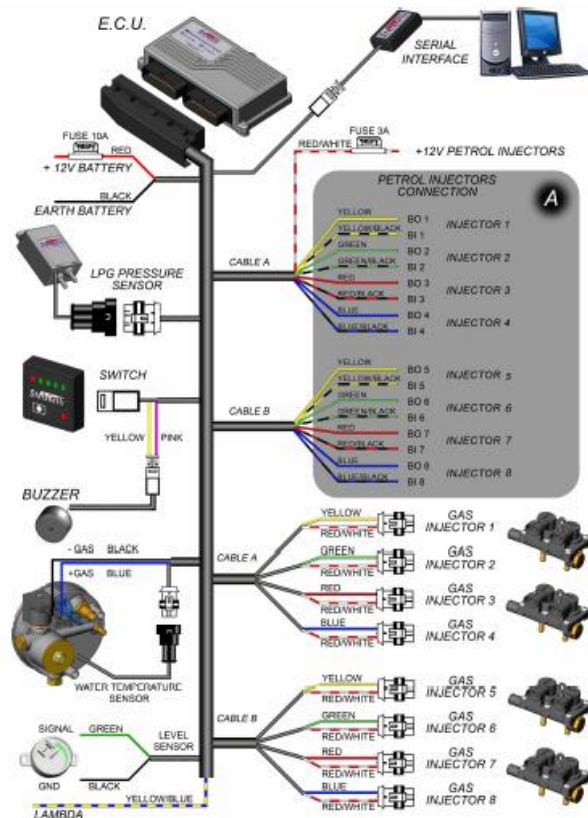 E.C.U.
SERIAL
INTERFACE
FUSE 10A
RED
+ 12V BATTERY
BLACK
EARTH BATTERY
RED/WHITE
FUSE 3A
+12V PETROL INJECTORS
PETROL INJECTORS
CONNECTION
A
CABLE A
YELLOW
BO 1
YELLOW/BLACK
BI 1
INJECTOR 1
GREEN
BO 2
GREEN/BLACK
BI 2
INJECTOR 2
RED
BO 3
RED/BLACK
BI 3
INJECTOR 3
BLUE
BO 4
BLUE/BLACK
BI 4
INJECTOR 4
LPG PRESSURE
SENSOR
SWITCH
YELLOW
PINK
BUZZER
CABLE B
YELLOW
BO 5
YELLOW/BLACK
BI 5
INJECTOR 5
GREEN
BO 6
GREEN/BLACK
BI 6
INJECTOR 6
RED
BO 7
RED/BLACK
BI 7
INJECTOR 7
BLUE
BO 8
BLUE/BLACK
BI 8
INJECTOR 8
- GAS BLACK
+GAS BLUE
WATER TEMPERATURE
SENSOR
CABLE A
YELLOW
RED/WHITE
GAS
INJECTOR 1
GREEN
RED/WHITE
GAS
INJECTOR 2
RED
RED/WHITE
GAS
INJECTOR 3
BLUE
RED/WHITE
GAS
INJECTOR 4
SIGNAL
GREEN
LEVEL
SENSOR
GND
BLACK
YELLOW/BLUE
LAMBDA
CABLE B
YELLOW
RED/WHITE
GAS
INJECTOR 5
GREEN
RED/WHITE
GAS
INJECTOR 6
RED
RED/WHITE
GAS
INJECTOR 7
BLUE
RED/WHITE
GAS
INJECTOR 8